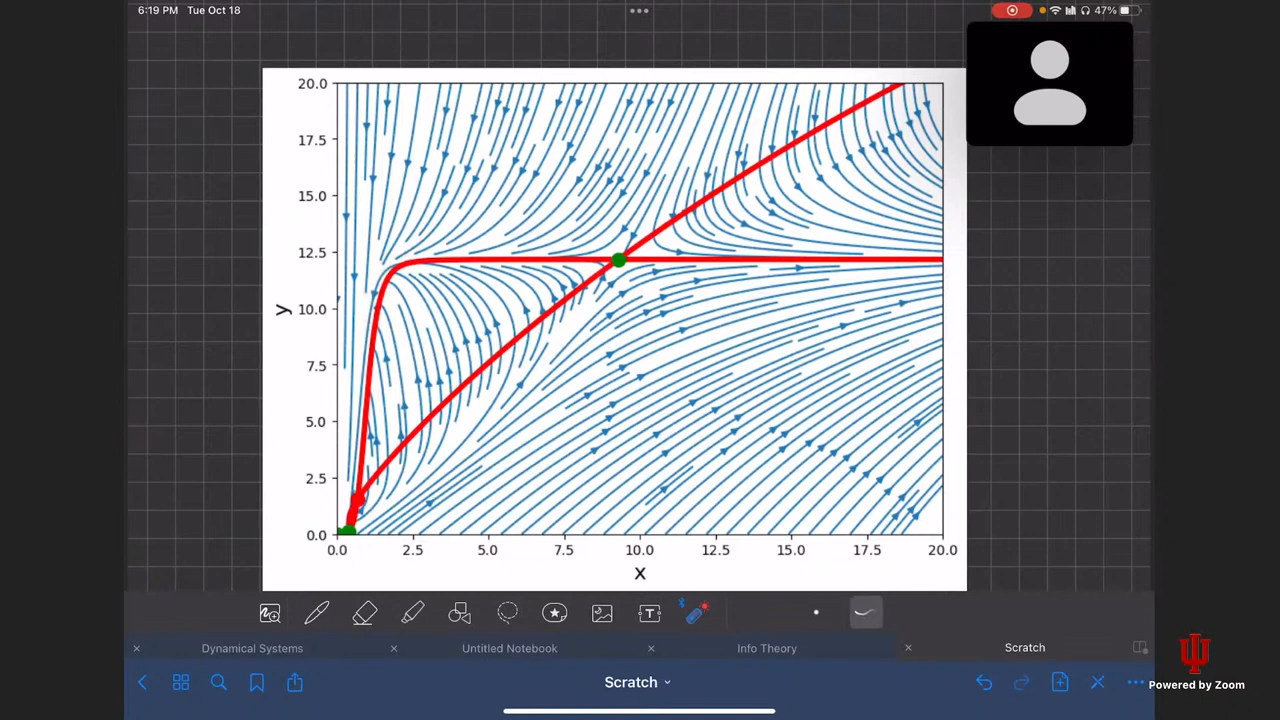 6:19 PM Tue Oct 18
47%
20.0
17.5
15.0
12.5
10.0
7.5
5.0
2.5
0.0
y
0.0 2.5 5.0 7.5 10.0 12.5 15.0 17.5 20.0
x
Dynamical Systems Untitled Notebook Info Theory Scratch
Scratch
Powered by Zoom